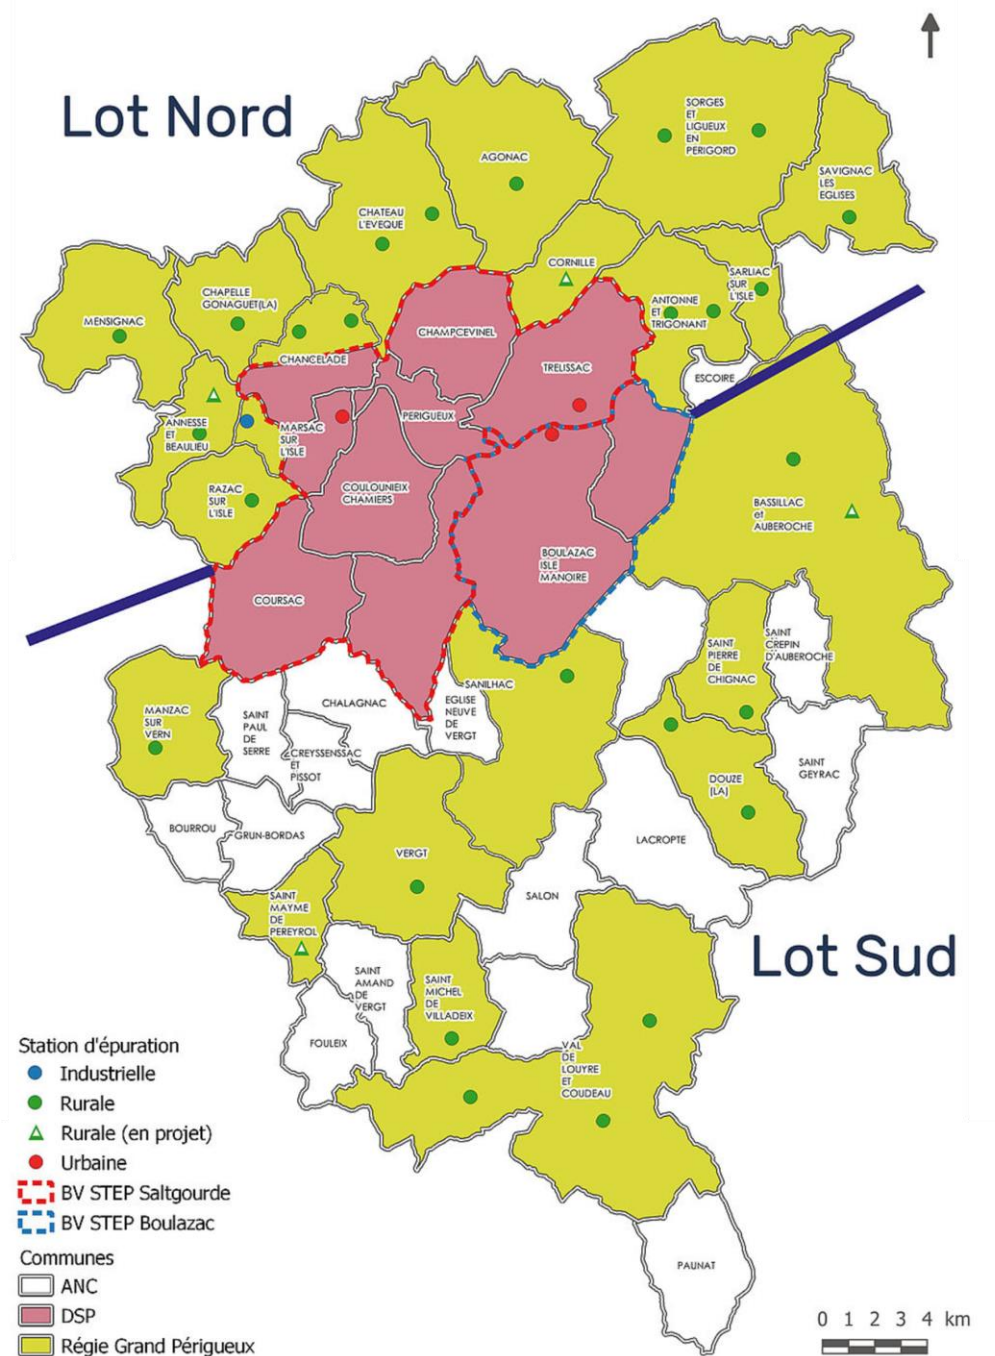 Lot Nord
SORGES
ET
LIGUEUX
EN
PERIGORD
AGONAC
SAVIGNAC
LES
EGLISES
CHATEAU
L'EVEQUE
CORNILLE
SARLIAC
SUR
L'ISLE
CHAPELLE
GONAGUET(LA)
ANTONNE
ET
TRIGONANT
MENSIGNAC
CHAMPCEVINEL
CHANCELADE
TRELISSAC
ESCOIRE
PERIGUEUX
ANNESSE
ET
BEAULIEU
MARSAC
SUR
L'ISLE
COULOUNIEIX
CHAMIERS
RAZAC
SUR
L'ISLE
BASSILLAC
et
AUBEROCHE
BOULAZAC
ISLE
MANOIRE
COURSAC
SAINT
PIERRE
DE
CHIGNAC
SAINT
CREPIN
D'AUBEROCHE
SANILHAC
EGLISE
NEUVE
DE
VERGT
CHALAGNAC
MANZAC
SUR
VERN
SAINT
PAUL
DE
SERRE
CREYSSENSSAC
ET
PISSOT
SAINT
GEYRAC
DOUZE
(LA)
BOURROU
GRUN-BORDAS
LACROPTE
VERGT
SALON
SAINT
MAYME
DE
PEREYROL
Lot Sud
SAINT
AMAND
DE
VERGT
SAINT
MICHEL
DE
VILLADEIX
FOULEIX
VAL
DE
LOUYRE
ET
COUDEAU
PAUNAT
Station d'épuration
Industrielle
Rurale
Rurale (en projet)
Urbaine
BV STEP Saltgourde
BV STEP Boulazac
Communes
ANC
DSP
Régie Grand Périgueux
0 1 2 3 4 km